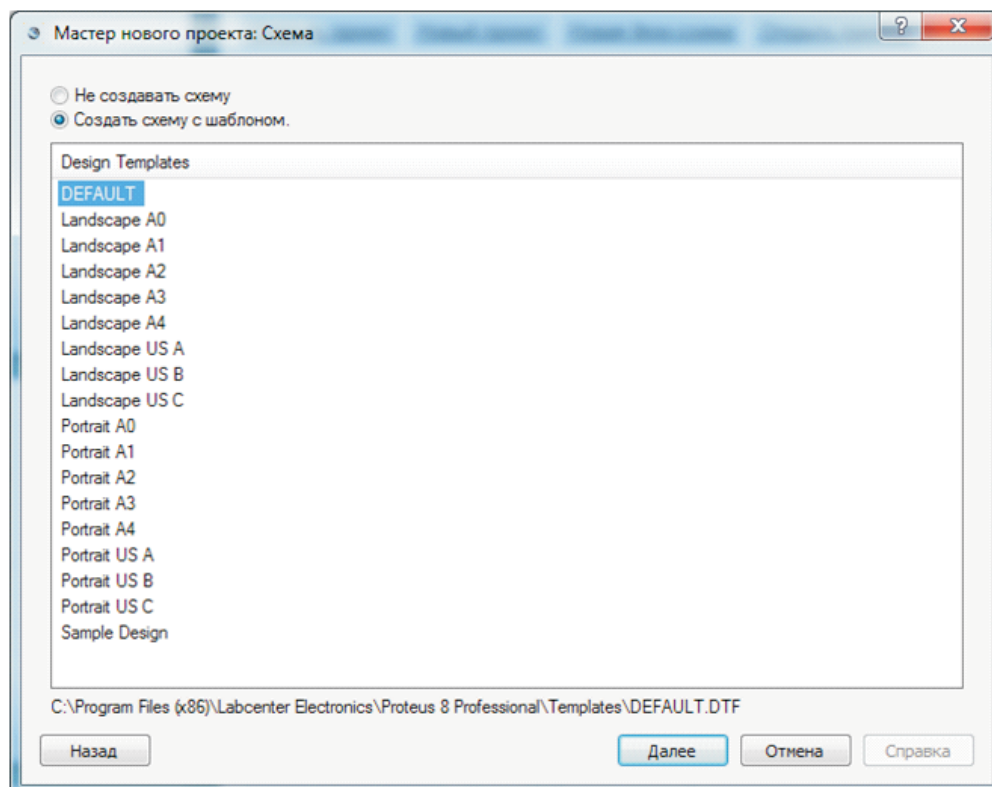 Мастер нового проекта: Схема
Не создавать схему
Создать схему с шаблоном.
Design Templates
DEFAULT
Landscape A0
Landscape A1
Landscape A2
Landscape A3
Landscape A4
Landscape US A
Landscape US B
Landscape US C
Portrait A0
Portrait A1
Portrait A2
Portrait A3
Portrait A4
Portrait US A
Portrait US B
Portrait US C
Sample Design
C:\Program Files (x86)\Labcenter Electronics\Proteus 8 Professional\Templates\DEFAULT.DTF
Назад Далее Отмена Справка